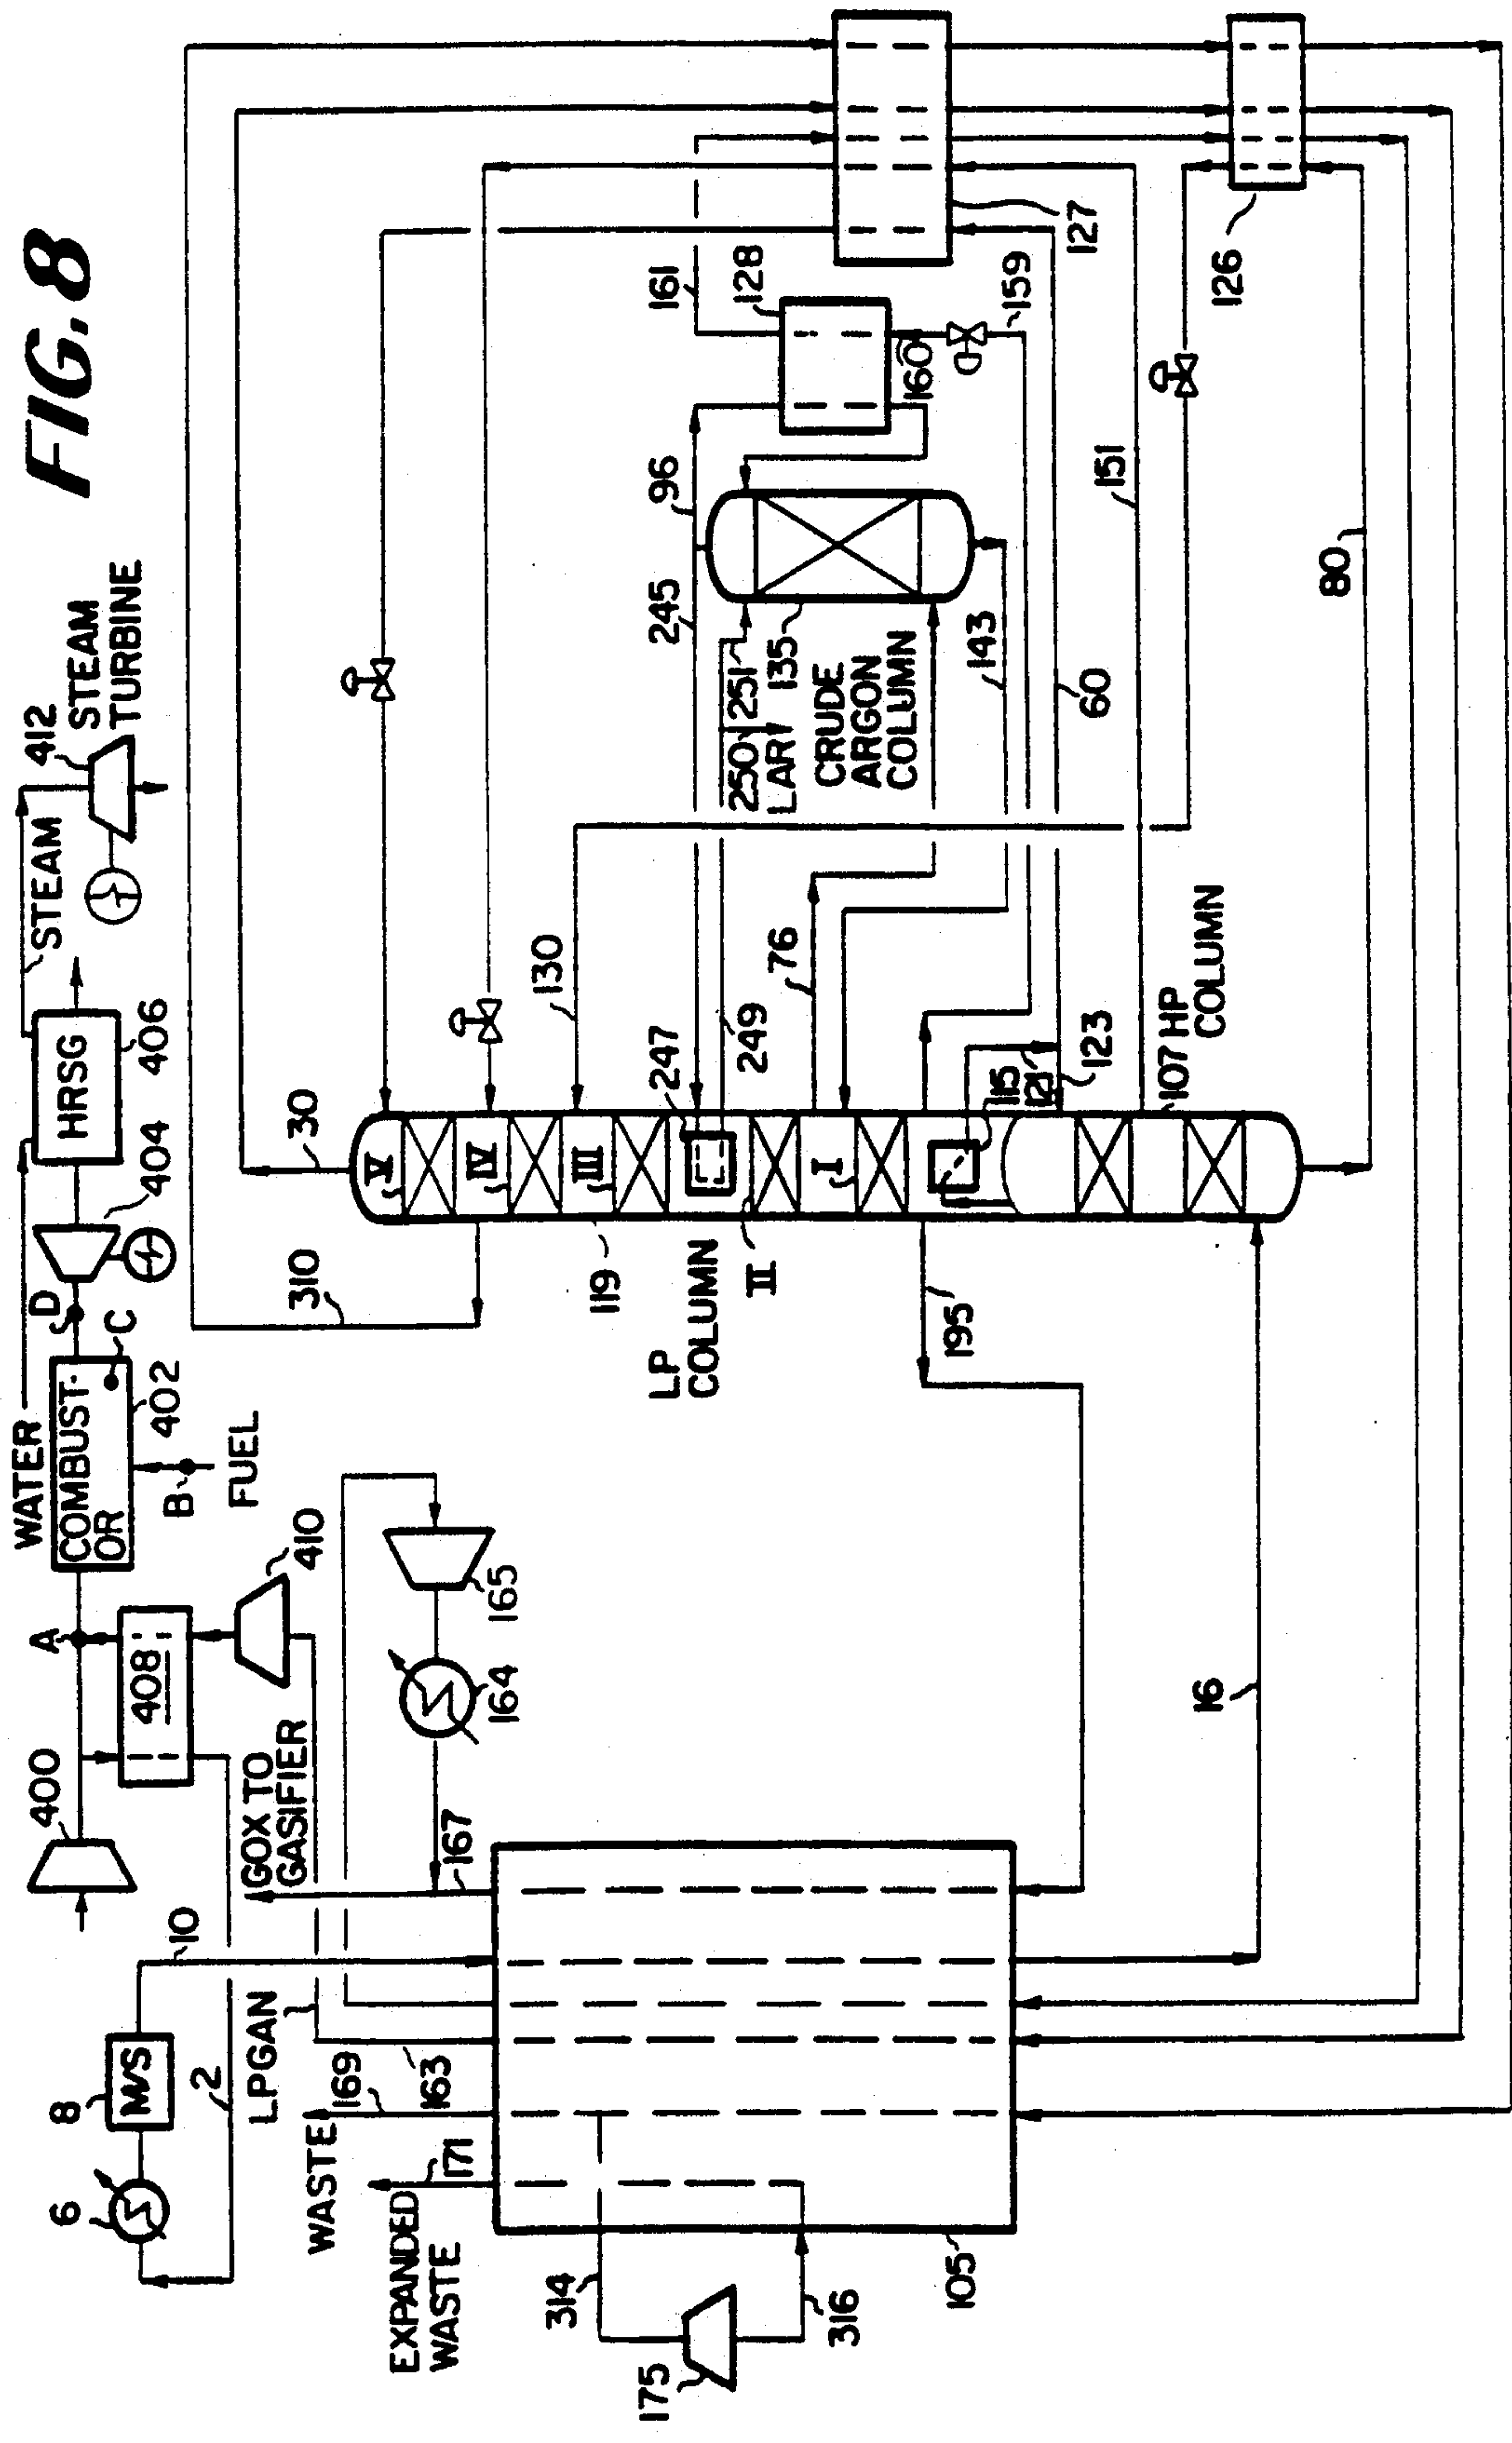 FIG. 8
WATER
STEAM
412
STEAM
TURBINE
HRSG
406
404
D
C
COMBUST-
OR
402
B
FUEL
A
400
408
410
GOX TO
GASIFIER
10
8
M/S
6
2
LPGAN
163
169
WASTE
171
EXPANDED
WASTE
314
316
175
105
167
164
165
16
195
310
30
119
LP
COLUMN
V
IV
III
II
I
130
247
249
76
115
121
123
107 HP
COLUMN
245
96
250
251
LAR
135
CRUDE
ARGON
COLUMN
143
60
151
80
161
128
160
159
127
126